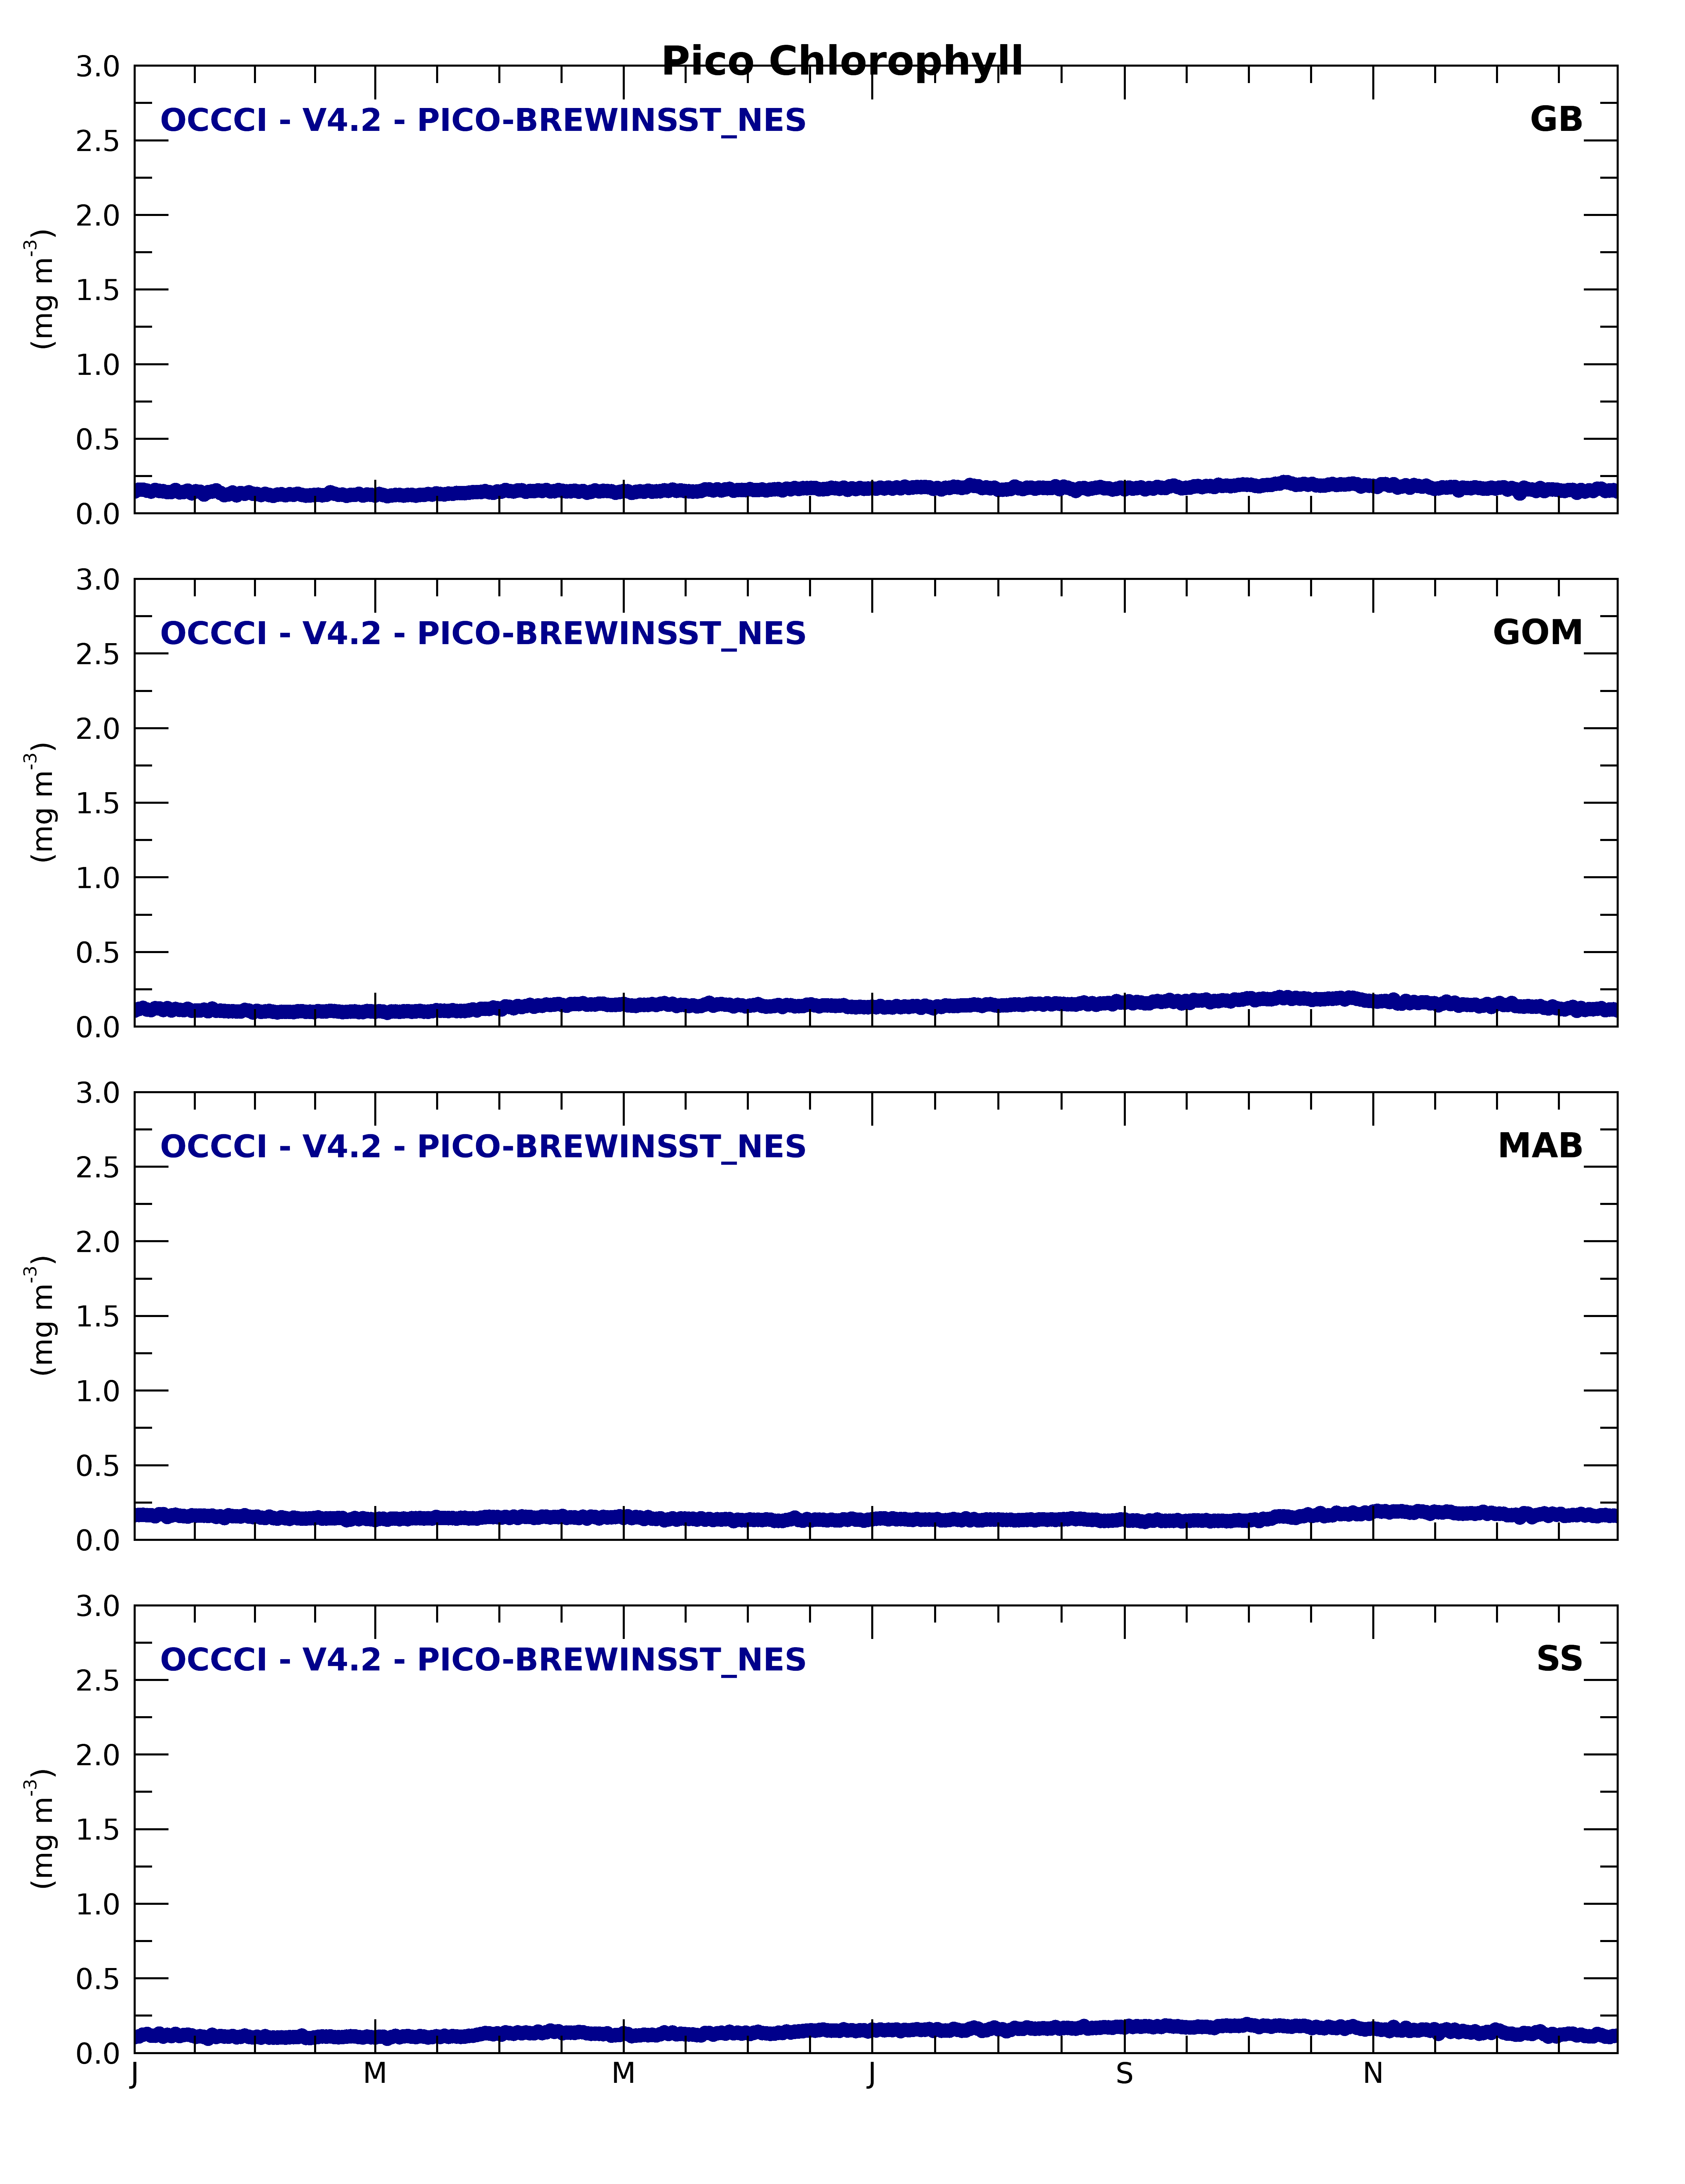 Pico Chlorophyll
3.0
OCCCI - V4.2 - PICO-BREWINSST_NES GB
2.5
2.0
1.5
(mg m-3)
1.0
0.5
0.0
3.0
OCCCI - V4.2 - PICO-BREWINSST_NES GOM
2.5
2.0
1.5
(mg m-3)
1.0
0.5
0.0
3.0
OCCCI - V4.2 - PICO-BREWINSST_NES MAB
2.5
2.0
1.5
(mg m-3)
1.0
0.5
0.0
3.0
OCCCI - V4.2 - PICO-BREWINSST_NES SS
2.5
2.0
1.5
(mg m-3)
1.0
0.5
0.0
J M M J S N